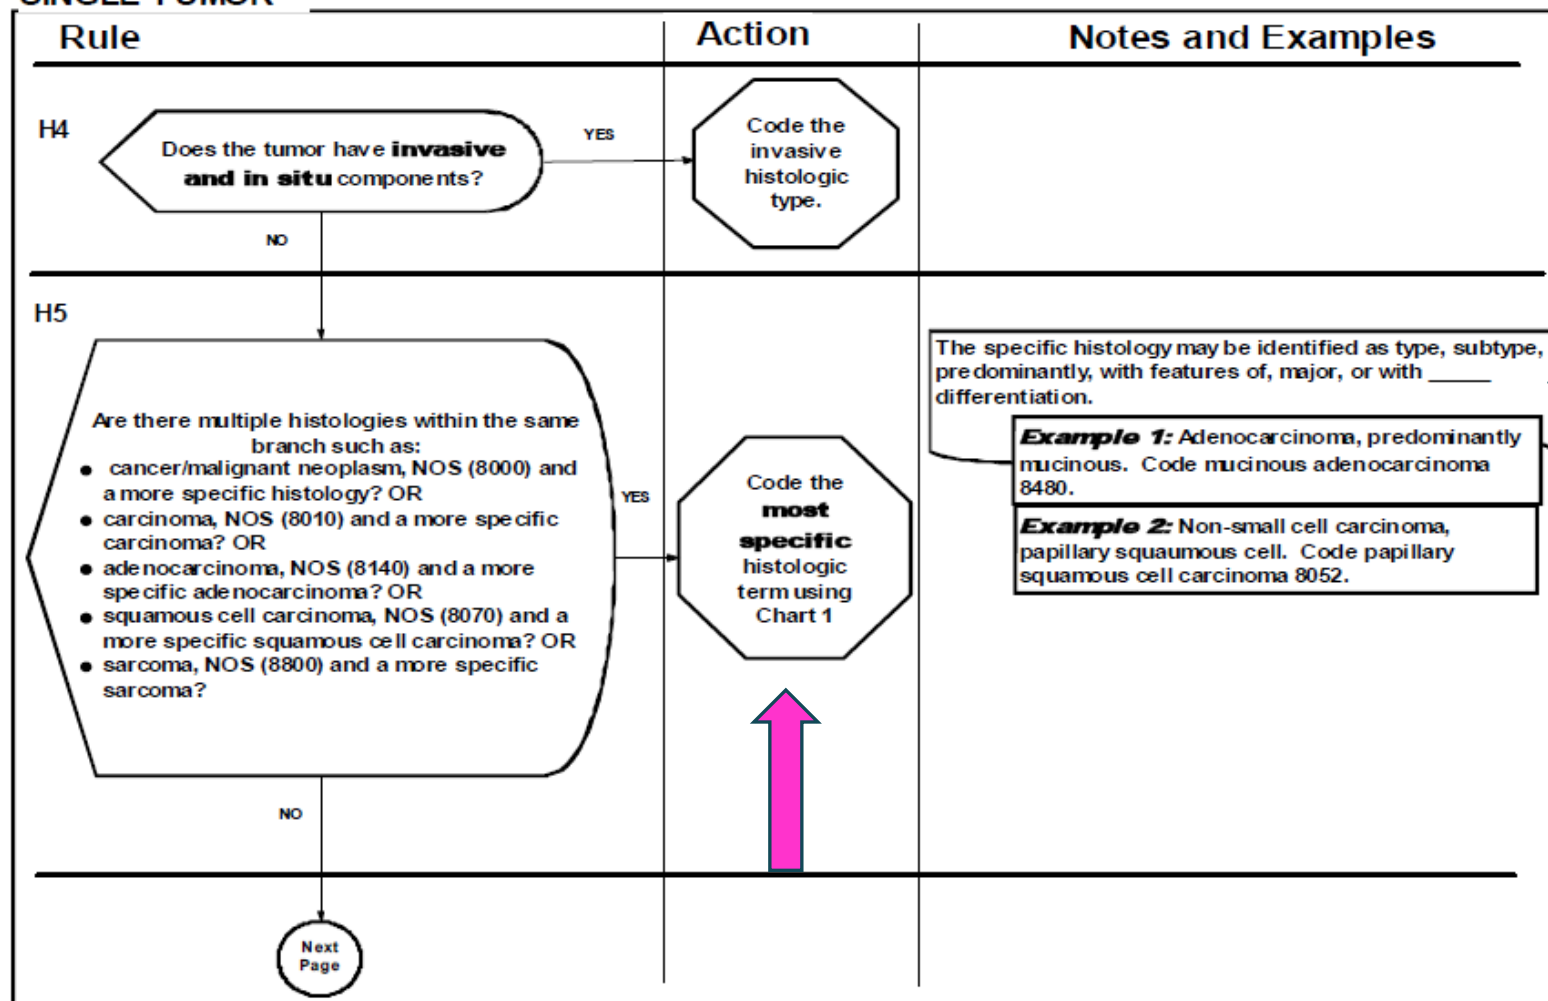 SINGLE TUMOR
Rule
Action
Notes and Examples
H4
Does the tumor have invasive
and in situ components?
YES
Code the
invasive
histologic
type.
NO
H5
Are there multiple histologies within the same
branch such as:
● cancer/malignant neoplasm, NOS (8000) and
a more specific histology? OR
● carcinoma, NOS (8010) and a more specific
carcinoma? OR
● adenocarcinoma, NOS (8140) and a more
specific adenocarcinoma? OR
● squamous cell carcinoma, NOS (8070) and a
more specific squamous cell carcinoma? OR
● sarcoma, NOS (8800) and a more specific
sarcoma?
YES
Code the
most
specific
histologic
term using
Chart 1
The specific histology may be identified as type, subtype,
predominantly, with features of, major, or with _____
differentiation.
Example 1: Adenocarcinoma, predominantly
mucinous. Code mucinous adenocarcinoma
8480.
Example 2: Non-small cell carcinoma,
papillary squaumous cell. Code papillary
squamous cell carcinoma 8052.
NO
Next
Page